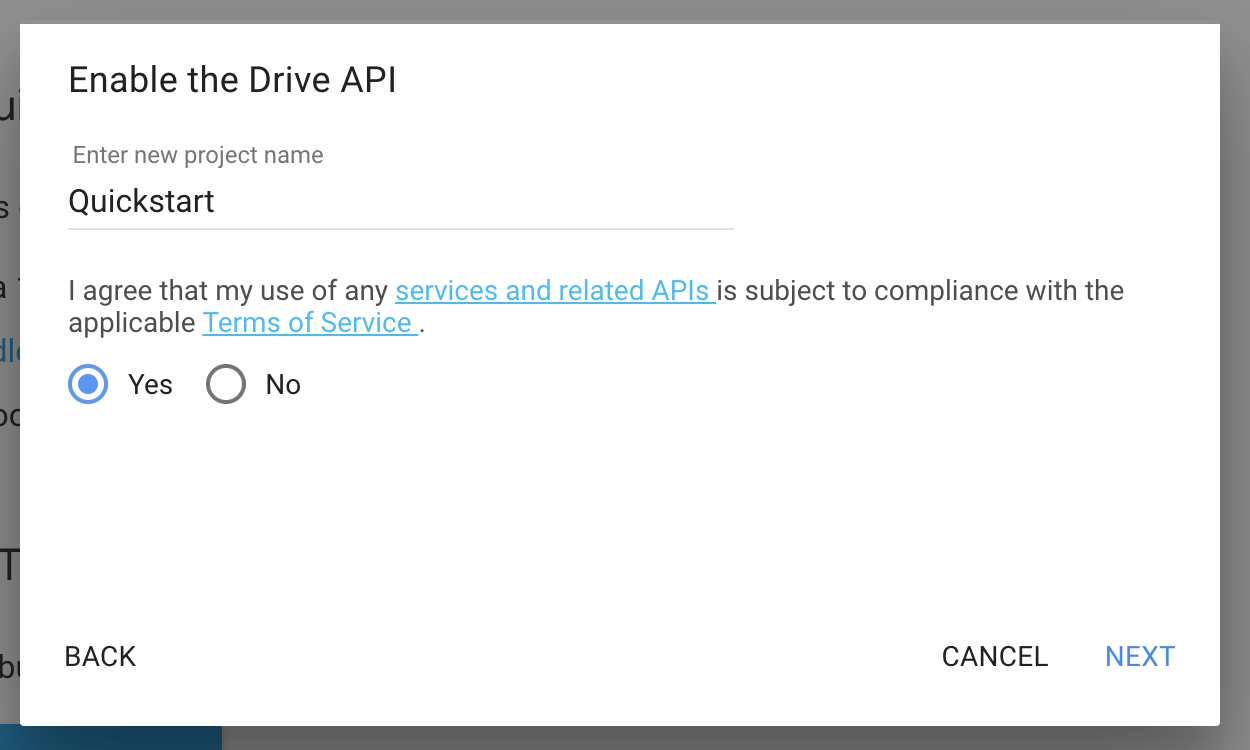 Enable the Drive API
Enter new project name
Quickstart
I agree that my use of any services and related APIs is subject to compliance with the
applicable Terms of Service .
Yes No
BACK CANCEL NEXT